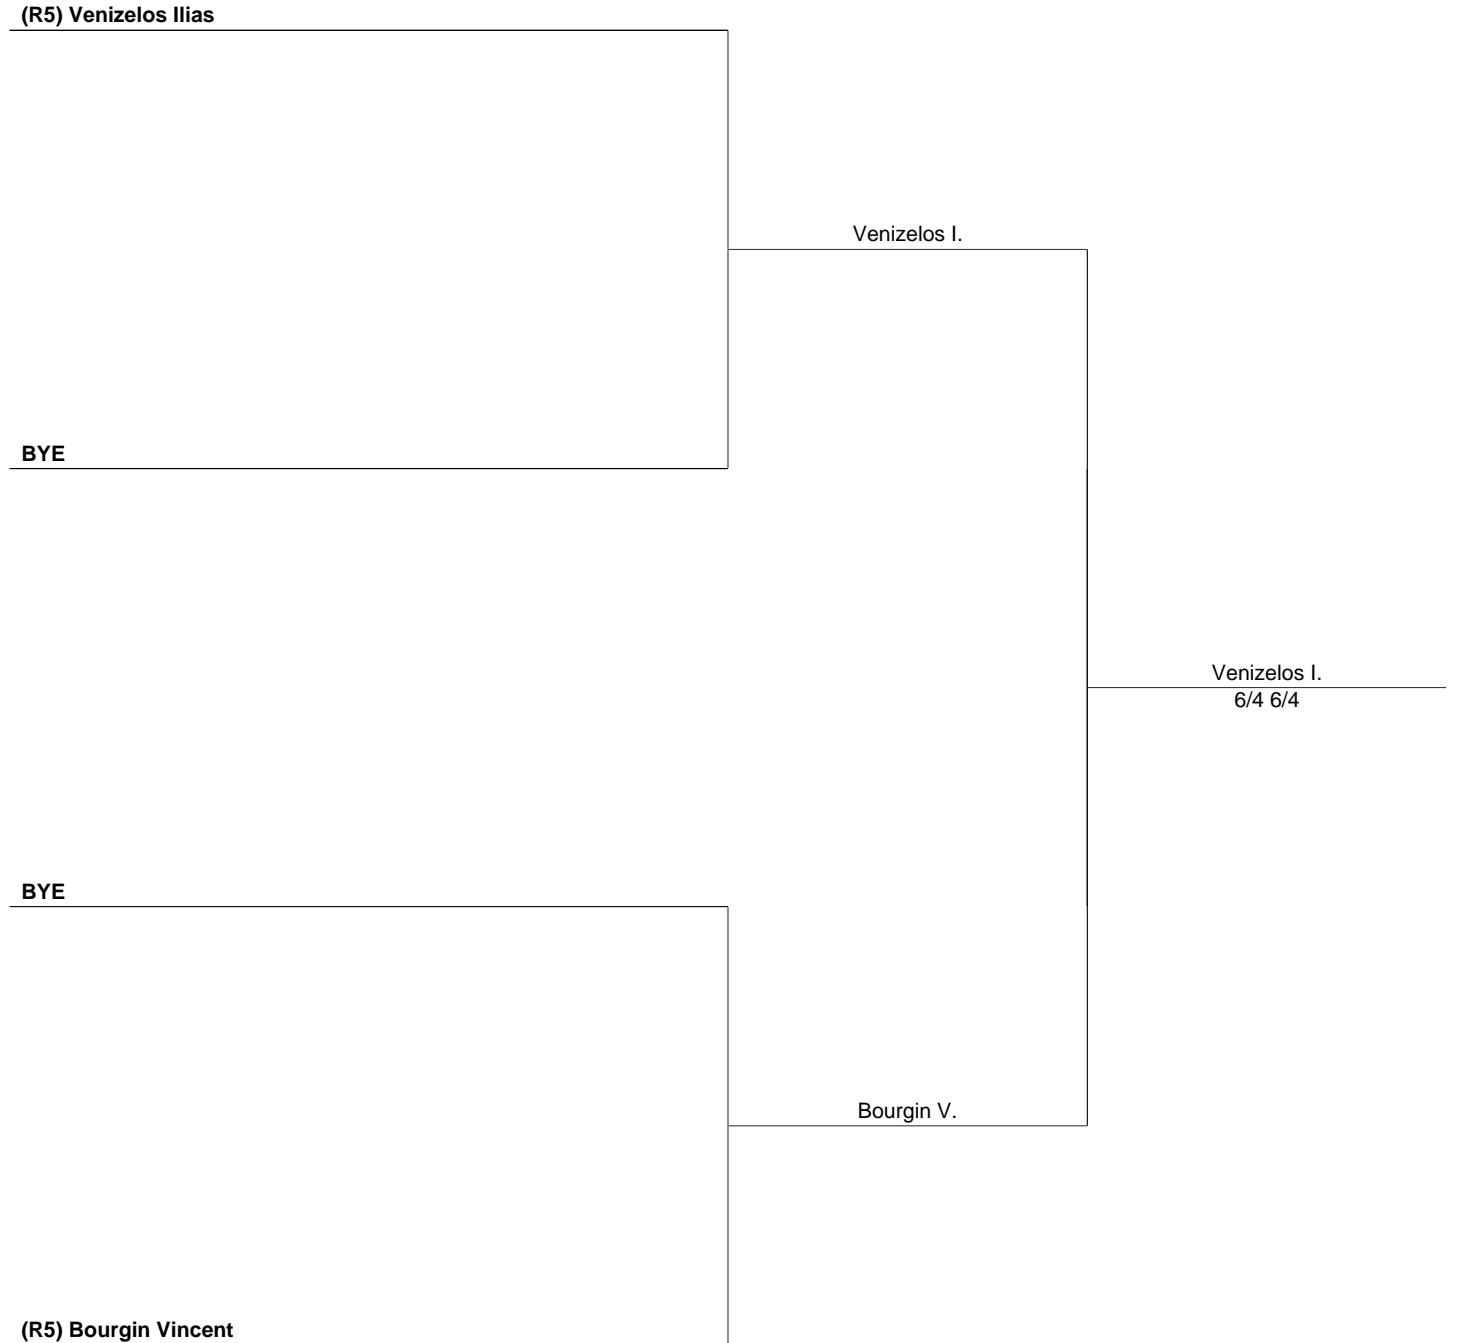 (R5) Venizelos Ilias
Venizelos I.
BYE
Venizelos I.
6/4 6/4
BYE
Bourgin V.
(R5) Bourgin Vincent